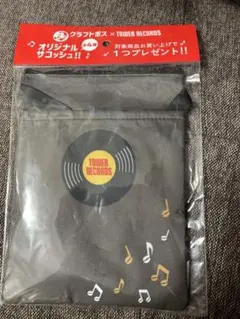 クラフトボス × TOWER RECORDS
オリジナル
サコッシュ!!
全4種
対象商品お買い上げで
1つプレゼント!!
TOWER
RECORDS